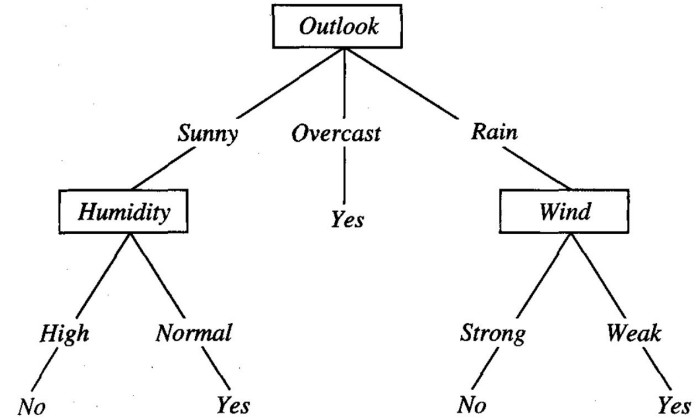 Outlook
Sunny Overcast Rain
Humidity Yes Wind
High Normal Strong Weak
No Yes No Yes